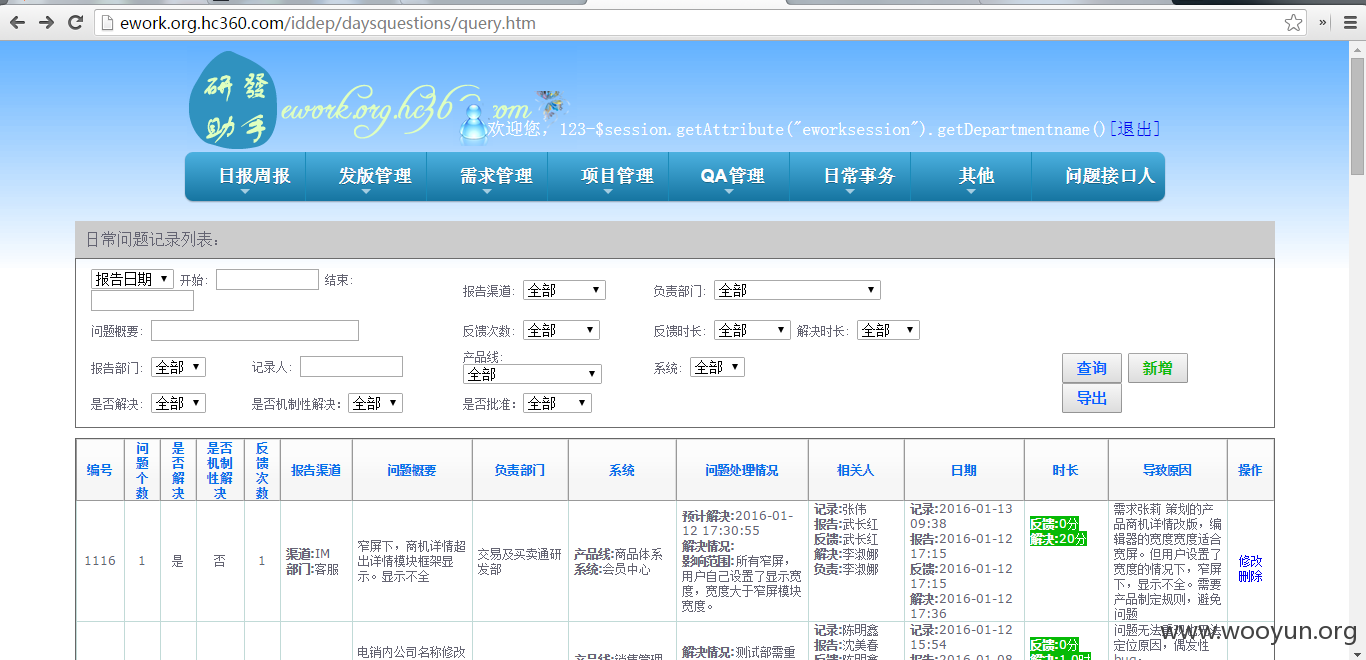 ework.org.hc360.com/iddep/daysquestions/query.htm
研發
助手
ework.org.hc36 com
欢迎您，123-$session.getAttribute("eworksession").getDepartmentname()[退出]
日报周报 发版管理 需求管理 项目管理 QA管理 日常事务 其他 问题接口人
日常问题记录列表：
报告日期 开始： 结束：
报告渠道： 全部 负责部门： 全部
问题概要： 反馈次数： 全部 反馈时长： 全部 解决时长： 全部
报告部门： 全部 记录人： 产品线： 全部 系统： 全部
查询 新增
是否解决： 全部 是否机制性解决： 全部 是否批准： 全部
导出
编号 问题个数 是否解决 是否机制性解决 反馈次数 报告渠道 问题概要 负责部门 系统 问题处理情况 相关人 日期 时长 导致原因 操作
1116 1 是 否 1
渠道:IM
部门:客服
窄屏下，商机详情超
出详情模块框架显
示。显示不全
交易及买卖通研
发部
产品线:商品体系
系统:会员中心
预计解决:2016-01-
12 17:30:55
解决情况:
影响范围:所有窄屏，
用户自己设置了显示宽
度，宽度大于窄屏模块
宽度。
记录:张伟
报告:武长红
反馈:武长红
解决:李淑娜
负责:李淑娜
记录:2016-01-13
09:38
报告:2016-01-12
17:15
反馈:2016-01-12
17:15
解决:2016-01-12
17:36
反馈:0分
解决:20分
需求张莉 策划的产
品商机详情改版，编
辑器的宽度宽度适合
宽屏。但用户设置了
宽度的情况下，窄屏
下，显示不全。需要
产品制定规则，避免
问题
修改
删除
电销内公司名称修改
产品线:销售管理
解决情况:测试部需重
记录:陈明鑫
报告:沈美春
反馈:陈明鑫
记录:2016-01-12
15:54
报告:2016-01-08
反馈:0分
解决:1.0时
定位原因，偶发性
bug。
www.wooyun.org